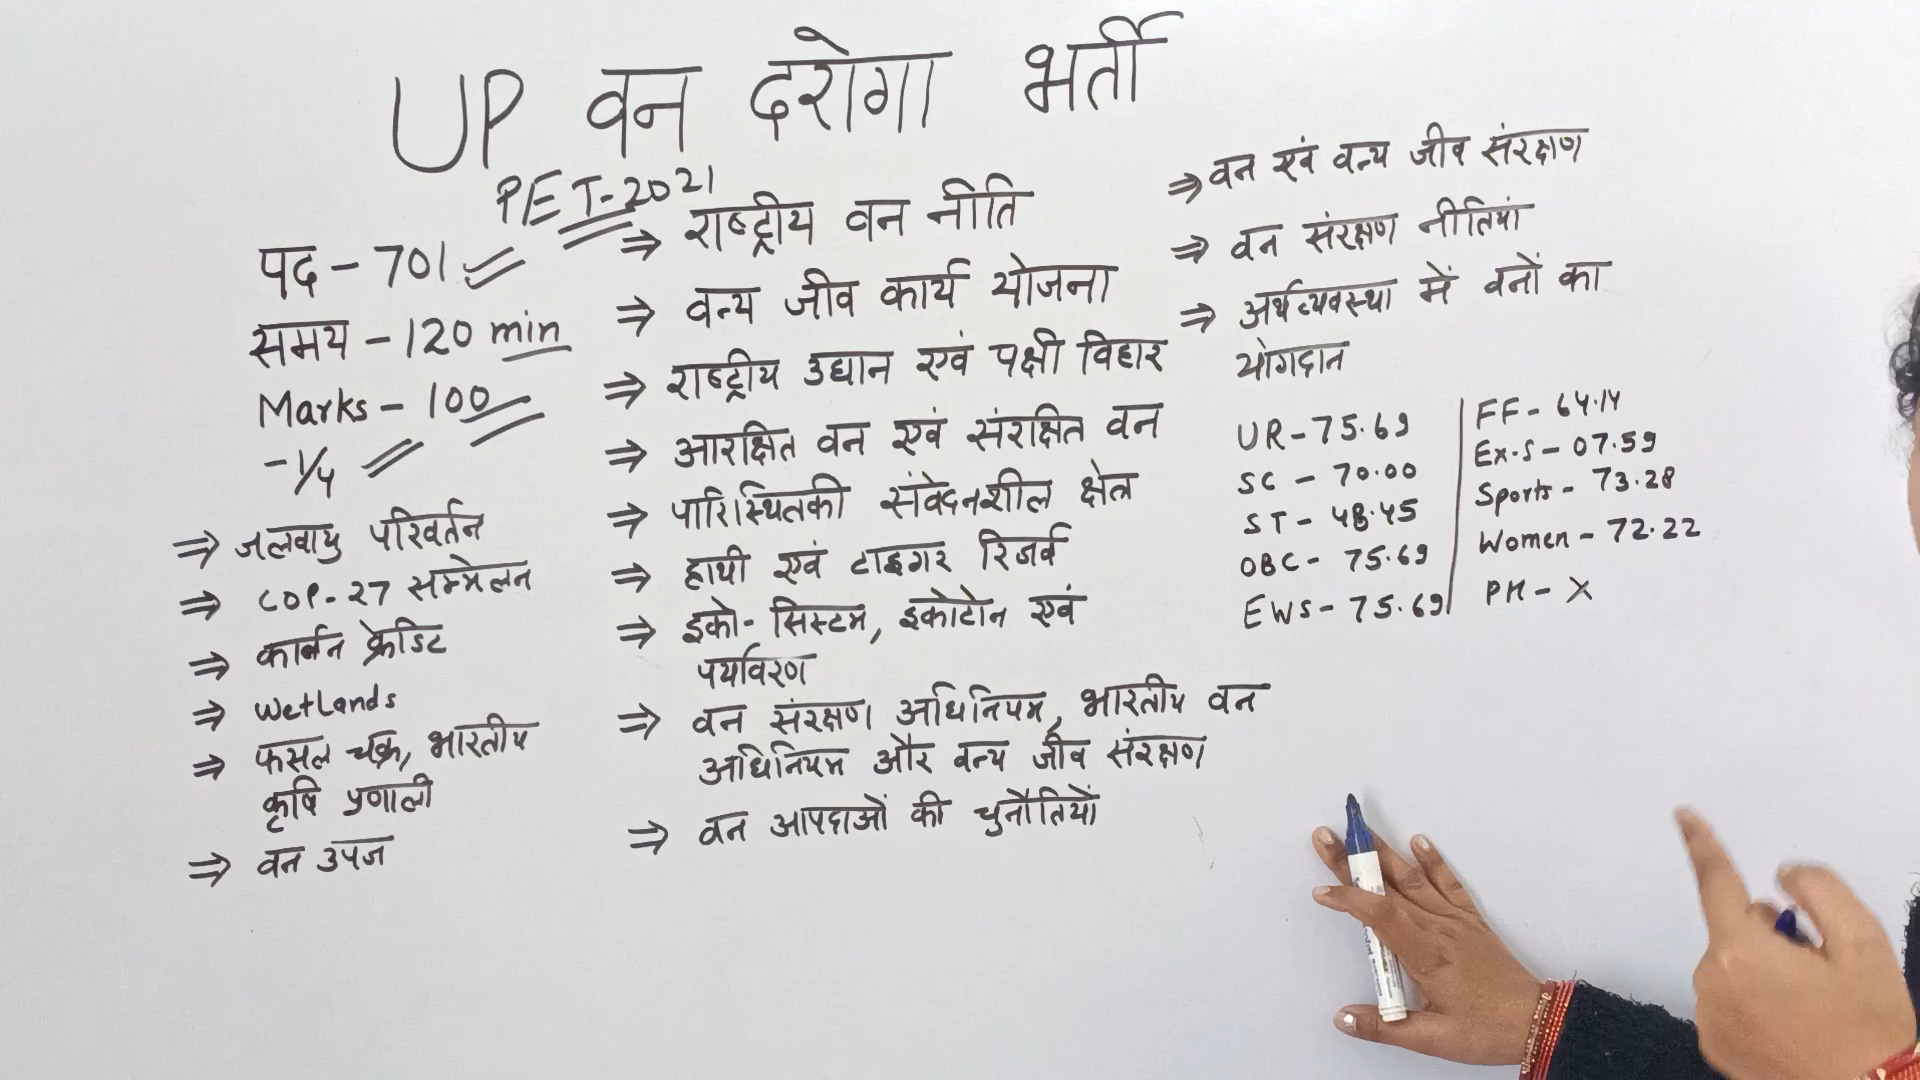 UP वन दरोगा भर्ती
PET-2021
पद - 701
समय - 120 min
Marks - 100
- 1/4
⇒ जलवायु परिवर्तन
⇒ COP-27 सम्मेलन
⇒ कार्बन क्रेडिट
⇒ Wetlands
⇒ फसल चक्र, भारतीय
कृषि प्रणाली
⇒ वन उपज
⇒ राष्ट्रीय वन नीति
⇒ वन्य जीव कार्य योजना
⇒ राष्ट्रीय उद्यान एवं पक्षी विहार
⇒ आरक्षित वन एवं संरक्षित वन
⇒ पारिस्थितकी संवेदनशील क्षेत्र
⇒ हाथी एवं टाइगर रिजर्व
⇒ इको-सिस्टम, इकोटोन एवं
पर्यावरण
⇒ वन संरक्षण अधिनियम, भारतीय वन
अधिनियम और वन्य जीव संरक्षण
⇒ वन आपदाओं की चुनौतियों
⇒ वन एवं वन्य जीव संरक्षण
⇒ वन संरक्षण नीतियां
⇒ अर्थव्यवस्था में वनों का
योगदान
UR - 75.69
SC - 70.00
ST - 48.45
OBC - 75.69
EWS - 75.69
FF - 64.14
Ex.S - 07.59
Sports - 73.28
Women - 72.22
PH - X